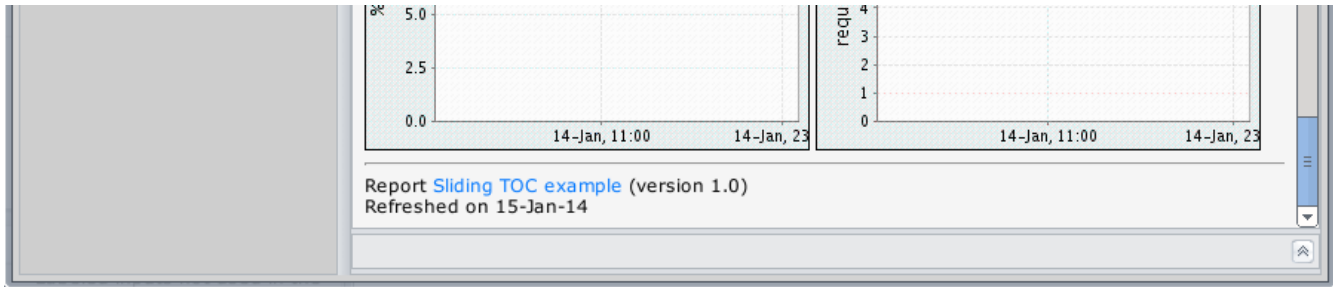 %
5.0
2.5
0.0
14-Jan, 11:00 14-Jan, 23
requ
4
3
2
1
0
14-Jan, 11:00 14-Jan, 23
Report Sliding TOC example (version 1.0)
Refreshed on 15-Jan-14